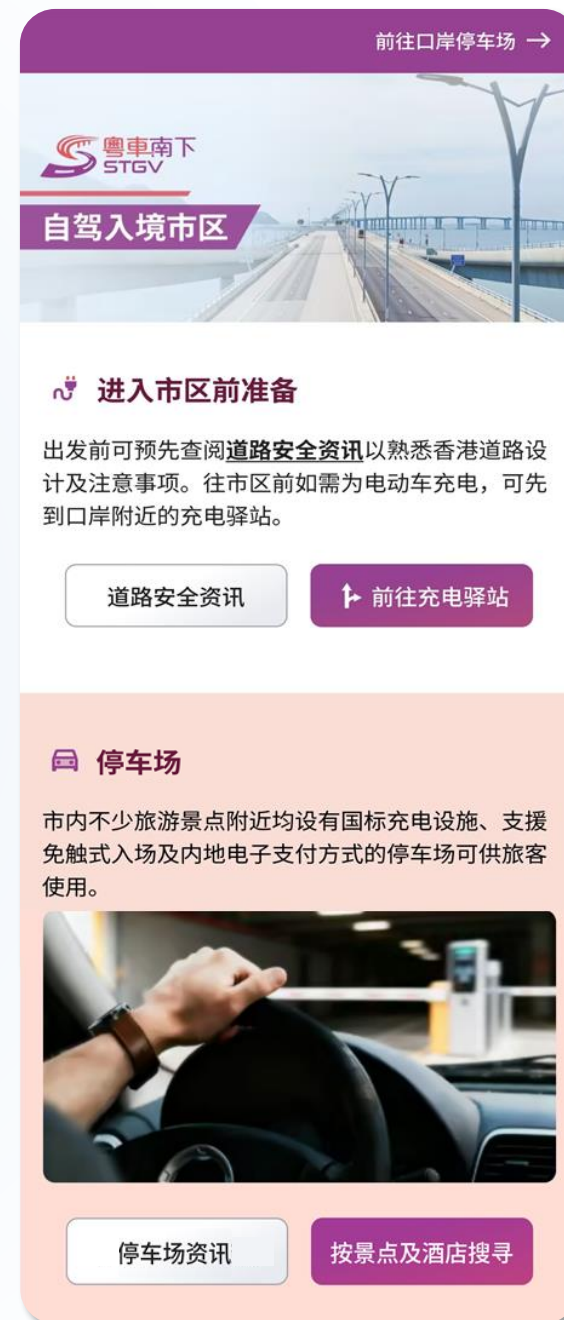 前往口岸停车场 →
粵車南下
STGV
自驾入境市区
进入市区前准备
出发前可预先查阅道路安全资讯以熟悉香港道路设
计及注意事项。往市区前如需为电动车充电，可先
到口岸附近的充电驿站。
道路安全资讯
前往充电驿站
停车场
市内不少旅游景点附近均设有国标充电设施、支援
免触式入场及内地电子支付方式的停车场可供旅客
使用。
停车场资讯
按景点及酒店搜寻